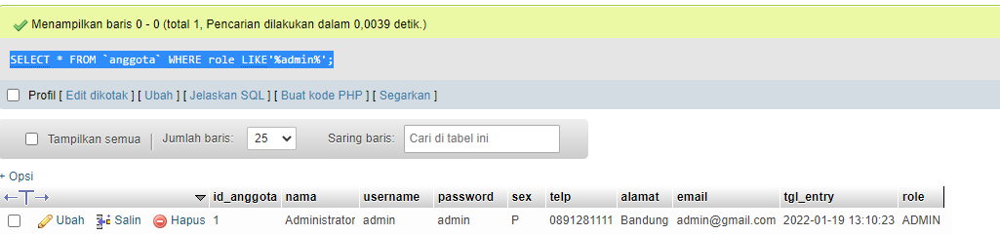 Menampilkan baris 0 - 0 (total 1, Pencarian dilakukan dalam 0,0039 detik.)
SELECT * FROM `anggota` WHERE role LIKE'%admin%';
Profil [ Edit dikotak ] [ Ubah ] [ Jelaskan SQL ] [ Buat kode PHP ] [ Segarkan ]
Tampilkan semua | Jumlah baris: 25 Saring baris: Cari di tabel ini
+ Opsi
←T→ id_anggota nama username password sex telp alamat email tgl_entry role
Ubah Salin Hapus 1 Administrator admin admin P 0891281111 Bandung admin@gmail.com 2022-01-19 13:10:23 ADMIN